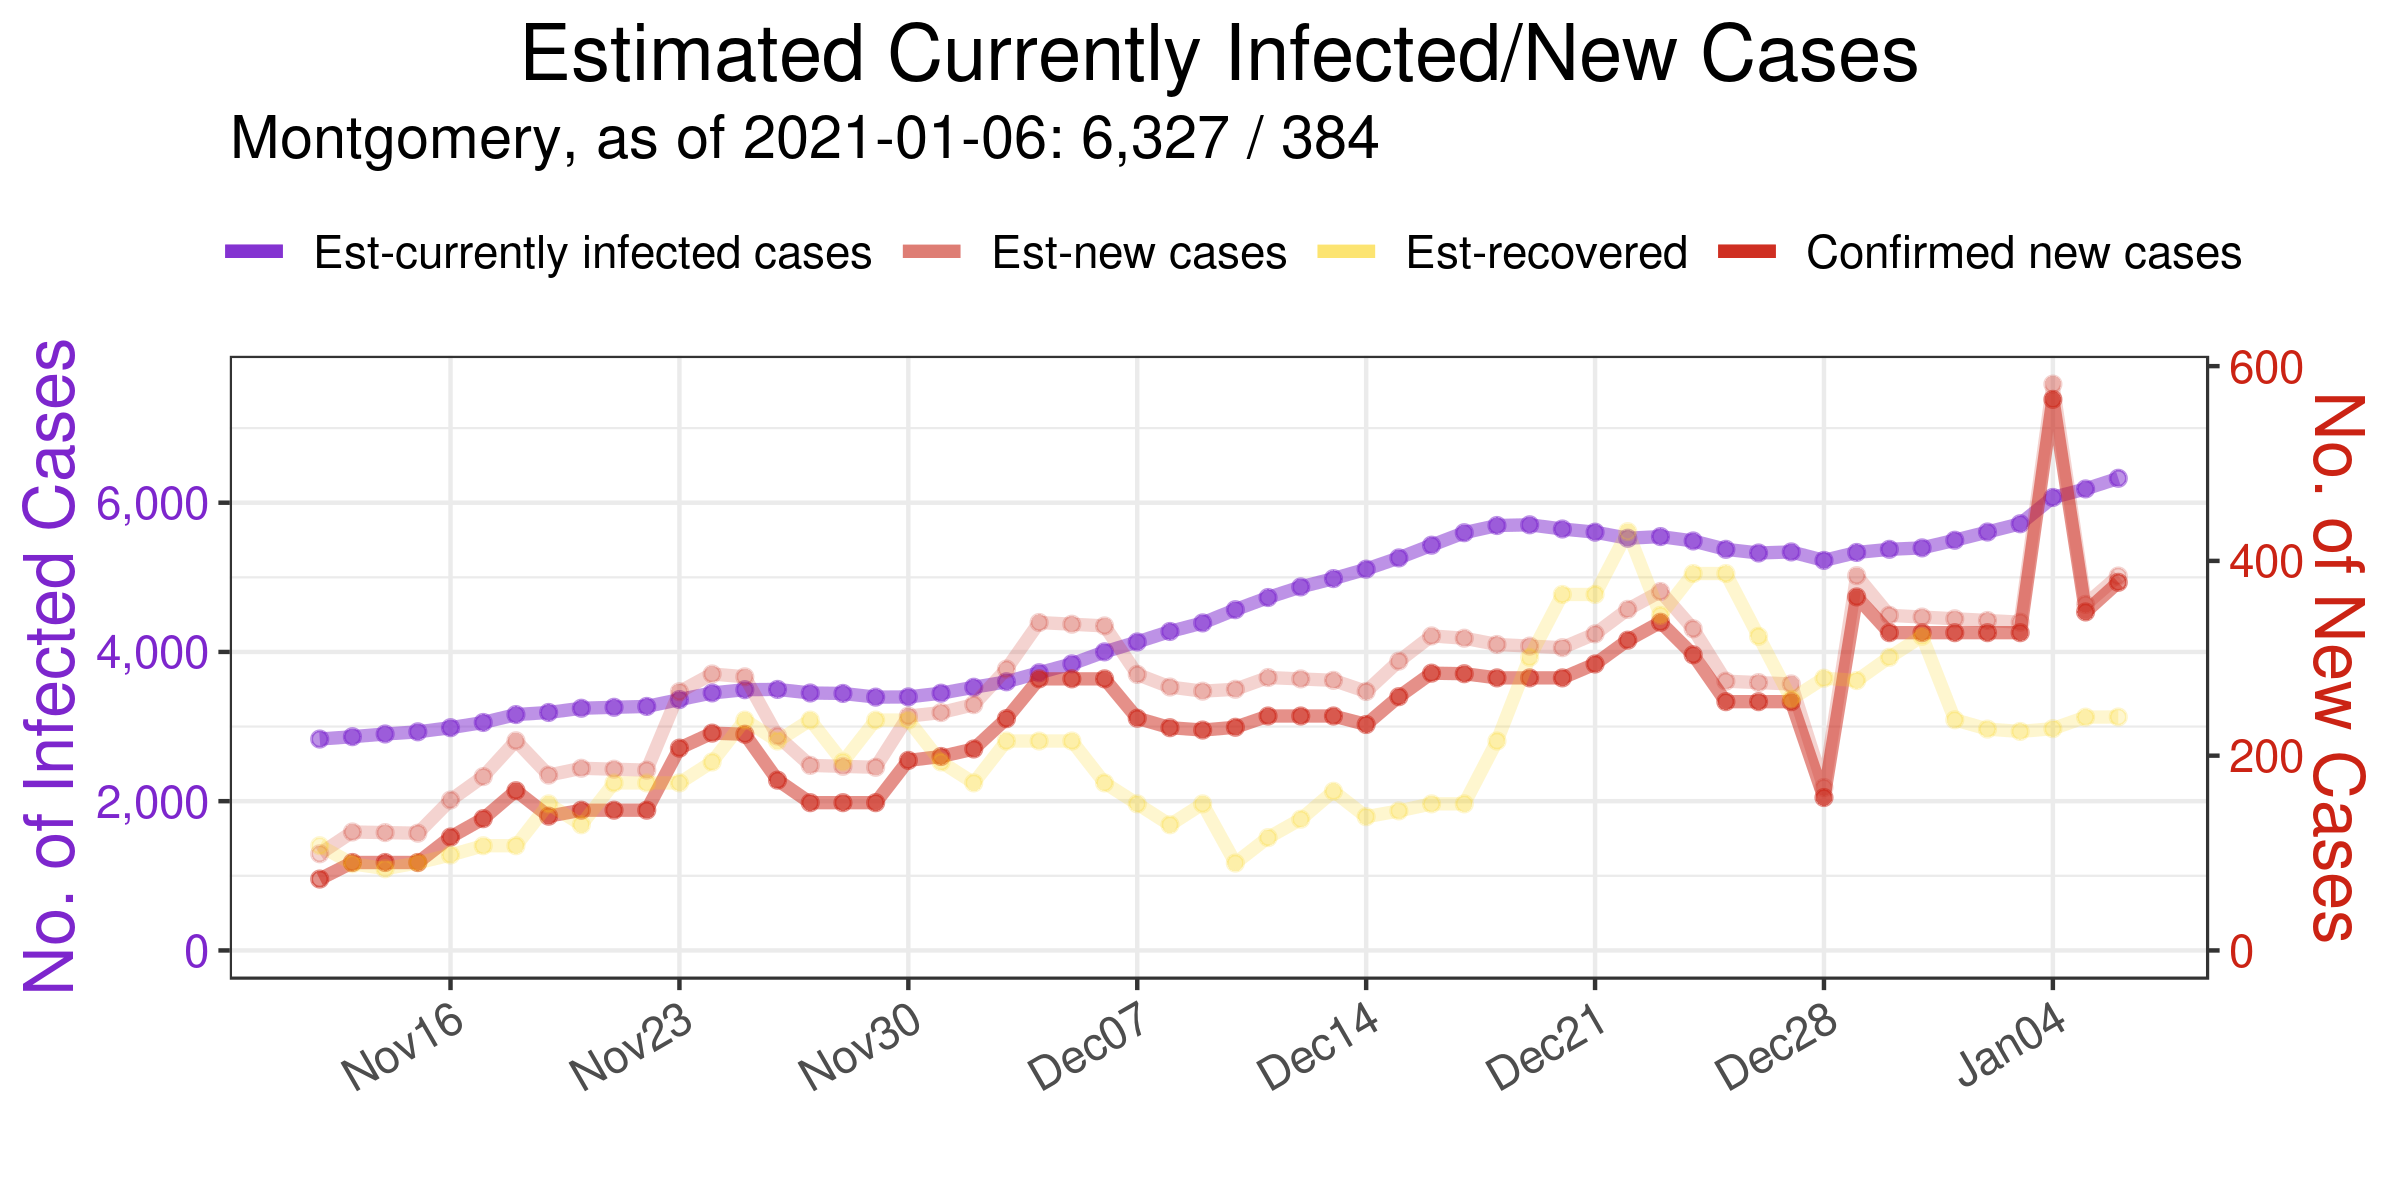 Estimated Currently Infected/New Cases
Montgomery, as of 2021-01-06: 6,327 / 384
Est-currently infected cases Est-new cases Est-recovered Confirmed new cases
No. of Infected Cases
6,000
4,000
2,000
0
600
400
200
0
No. of New Cases
Nov16 Nov23 Nov30 Dec07 Dec14 Dec21 Dec28 Jan04